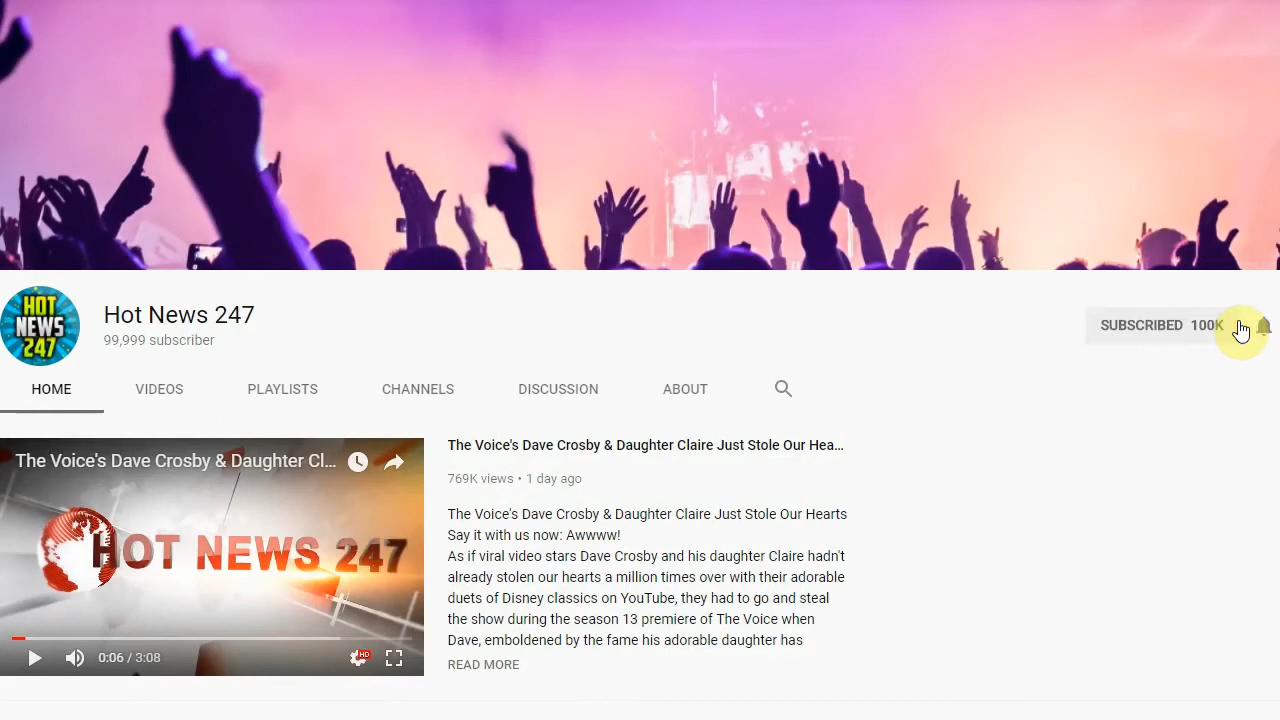 HOT
NEWS
247
Hot News 247
99,999 subscriber
SUBSCRIBED 100K
HOME VIDEOS PLAYLISTS CHANNELS DISCUSSION ABOUT
The Voice's Dave Crosby & Daughter Cl...
HOT NEWS 247
0:06 / 3:08
HD
The Voice's Dave Crosby & Daughter Claire Just Stole Our Hea...
769K views • 1 day ago
The Voice's Dave Crosby & Daughter Claire Just Stole Our Hearts
Say it with us now: Awwww!
As if viral video stars Dave Crosby and his daughter Claire hadn't
already stolen our hearts a million times over with their adorable
duets of Disney classics on YouTube, they had to go and steal
the show during the season 13 premiere of The Voice when
Dave, emboldened by the fame his adorable daughter has
READ MORE